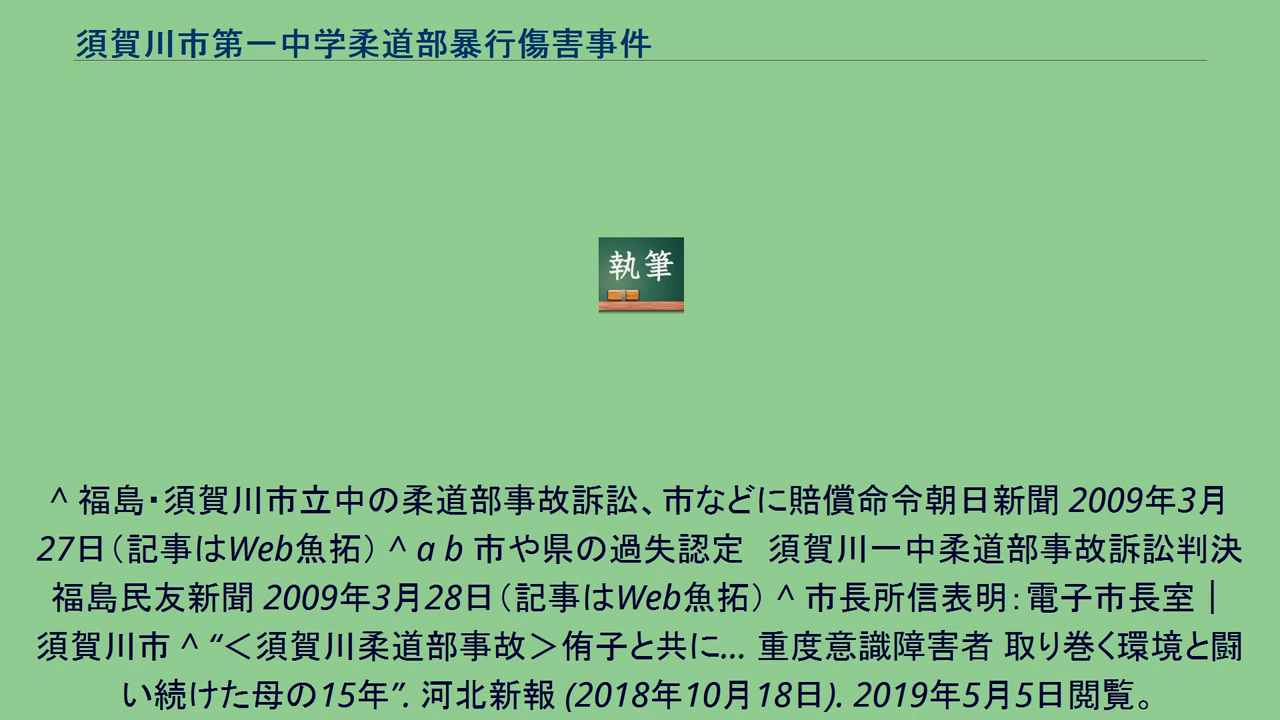 須賀川市第一中学柔道部暴行傷害事件
執筆
^ 福島・須賀川市立中の柔道部事故訴訟、市などに賠償命令朝日新聞 2009年3月
27日（記事はWeb魚拓） ^ a b 市や県の過失認定　須賀川一中柔道部事故訴訟判決
福島民友新聞 2009年3月28日（記事はWeb魚拓） ^ 市長所信表明：電子市長室｜
須賀川市 ^ “＜須賀川柔道部事故＞侑子と共に… 重度意識障害者 取り巻く環境と闘
い続けた母の15年”. 河北新報 (2018年10月18日). 2019年5月5日閲覧。